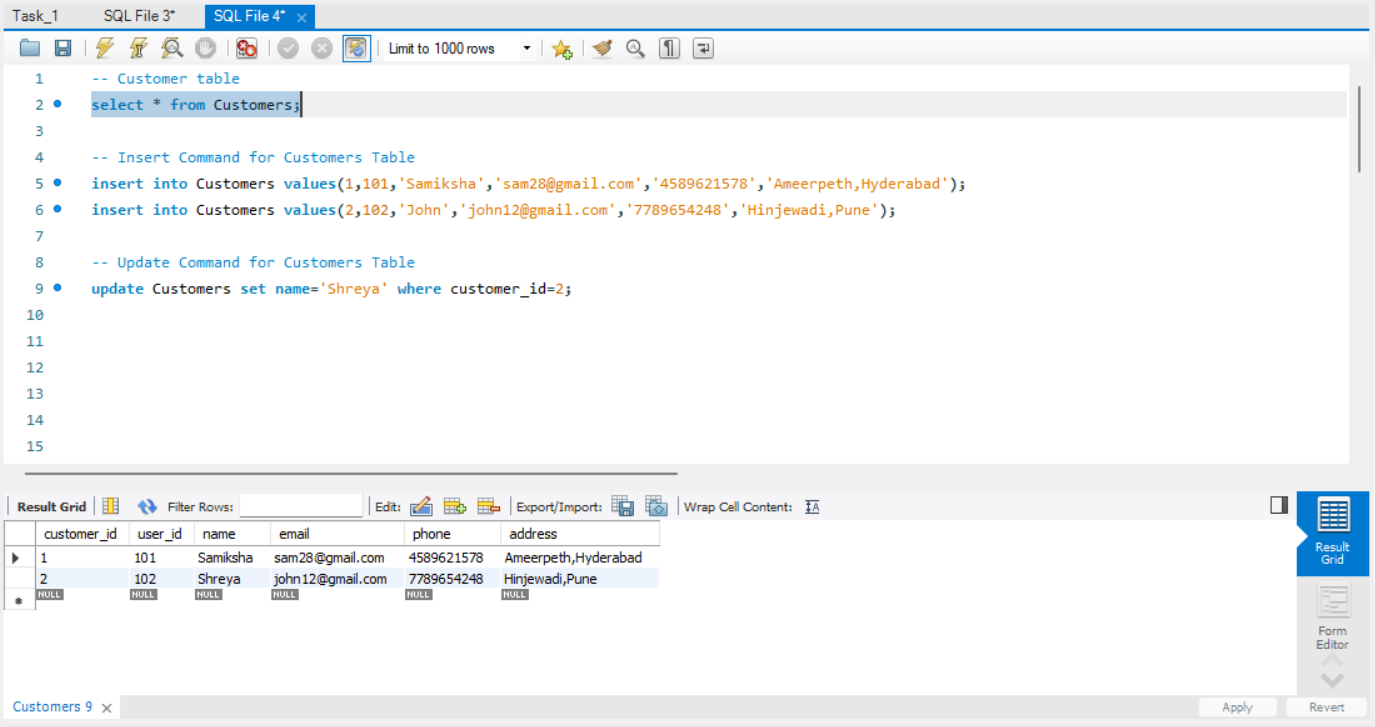 Task_1 SQL File 3* SQL File 4*
Limit to 1000 rows
1 -- Customer table
2 select * from Customers;
3
4 -- Insert Command for Customers Table
5 insert into Customers values(1,101,'Samiksha','sam28@gmail.com','4589621578','Ameerpeth,Hyderabad');
6 insert into Customers values(2,102,'John','john12@gmail.com','7789654248','Hinjewadi,Pune');
7
8 -- Update Command for Customers Table
9 update Customers set name='Shreya' where customer_id=2;
10
11
12
13
14
15
Result Grid Filter Rows: Edit: Export/Import: Wrap Cell Content:
customer_id user_id name email phone address
1 101 Samiksha sam28@gmail.com 4589621578 Ameerpeth,Hyderabad
2 102 Shreya john12@gmail.com 7789654248 Hinjewadi,Pune
NULL NULL NULL NULL NULL NULL
Result
Grid
Form
Editor
Customers 9 Apply Revert